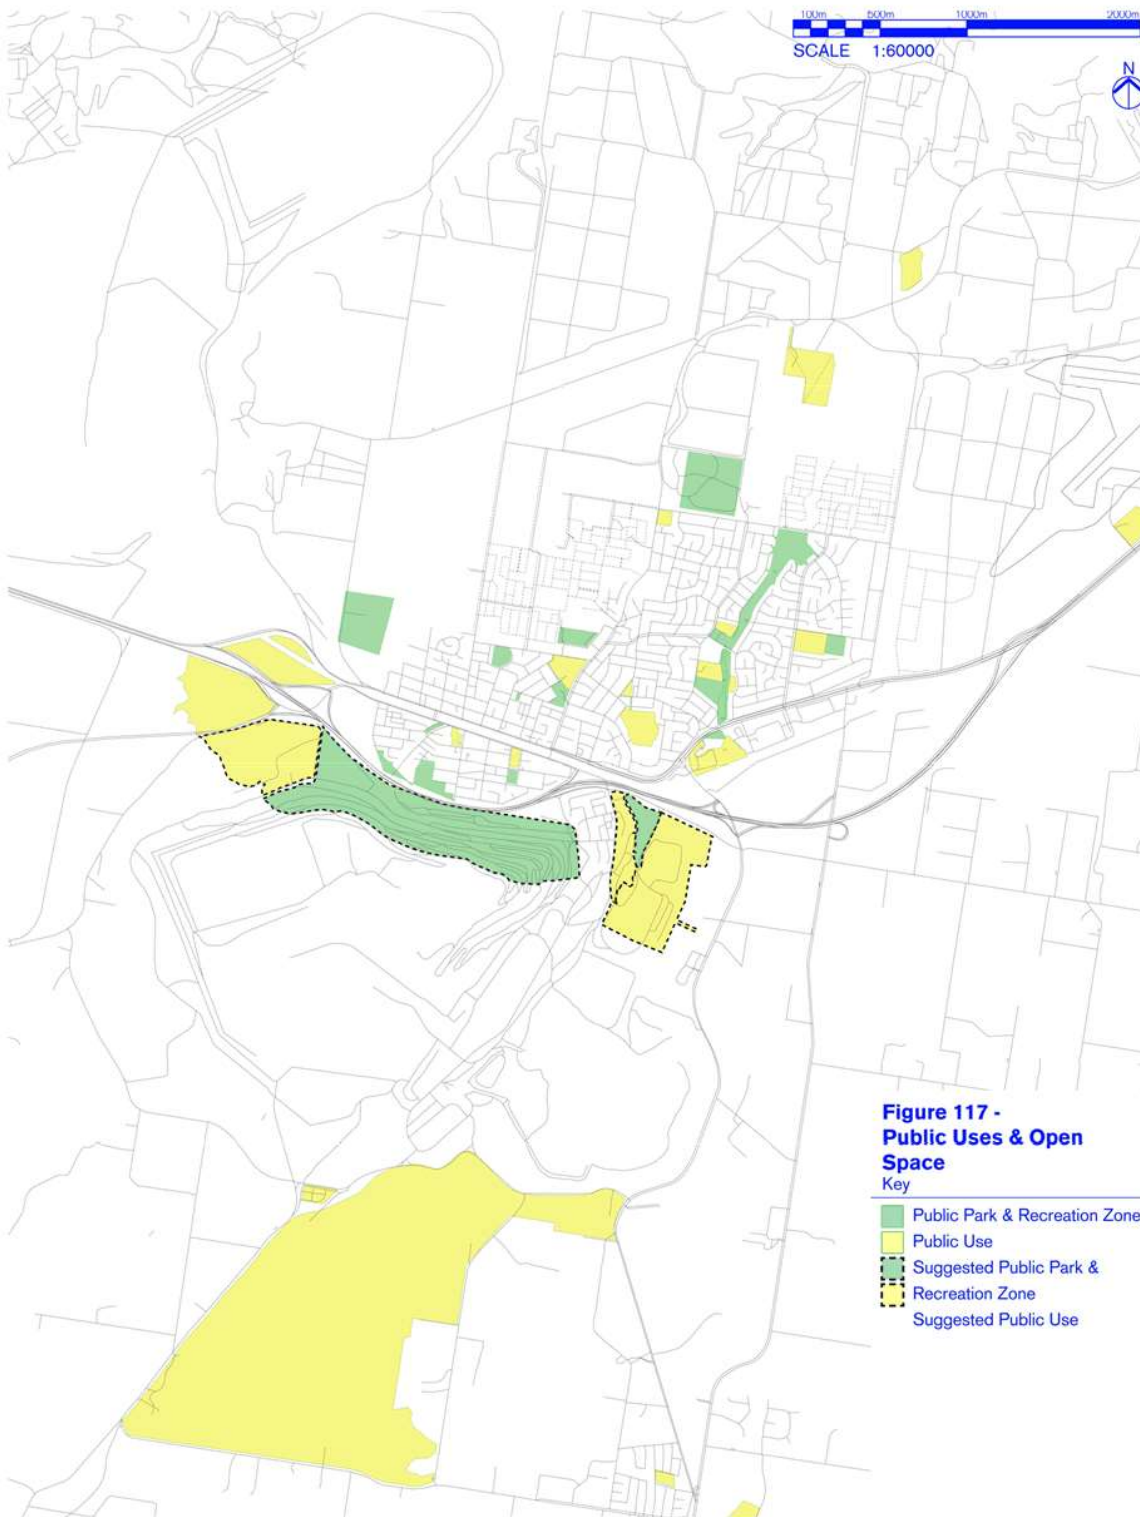 100m 500m 1000m 2000m
SCALE 1:60000
N
Figure 117 -
Public Uses & Open
Space
Key
Public Park & Recreation Zone
Public Use
Suggested Public Park &
Recreation Zone
Suggested Public Use